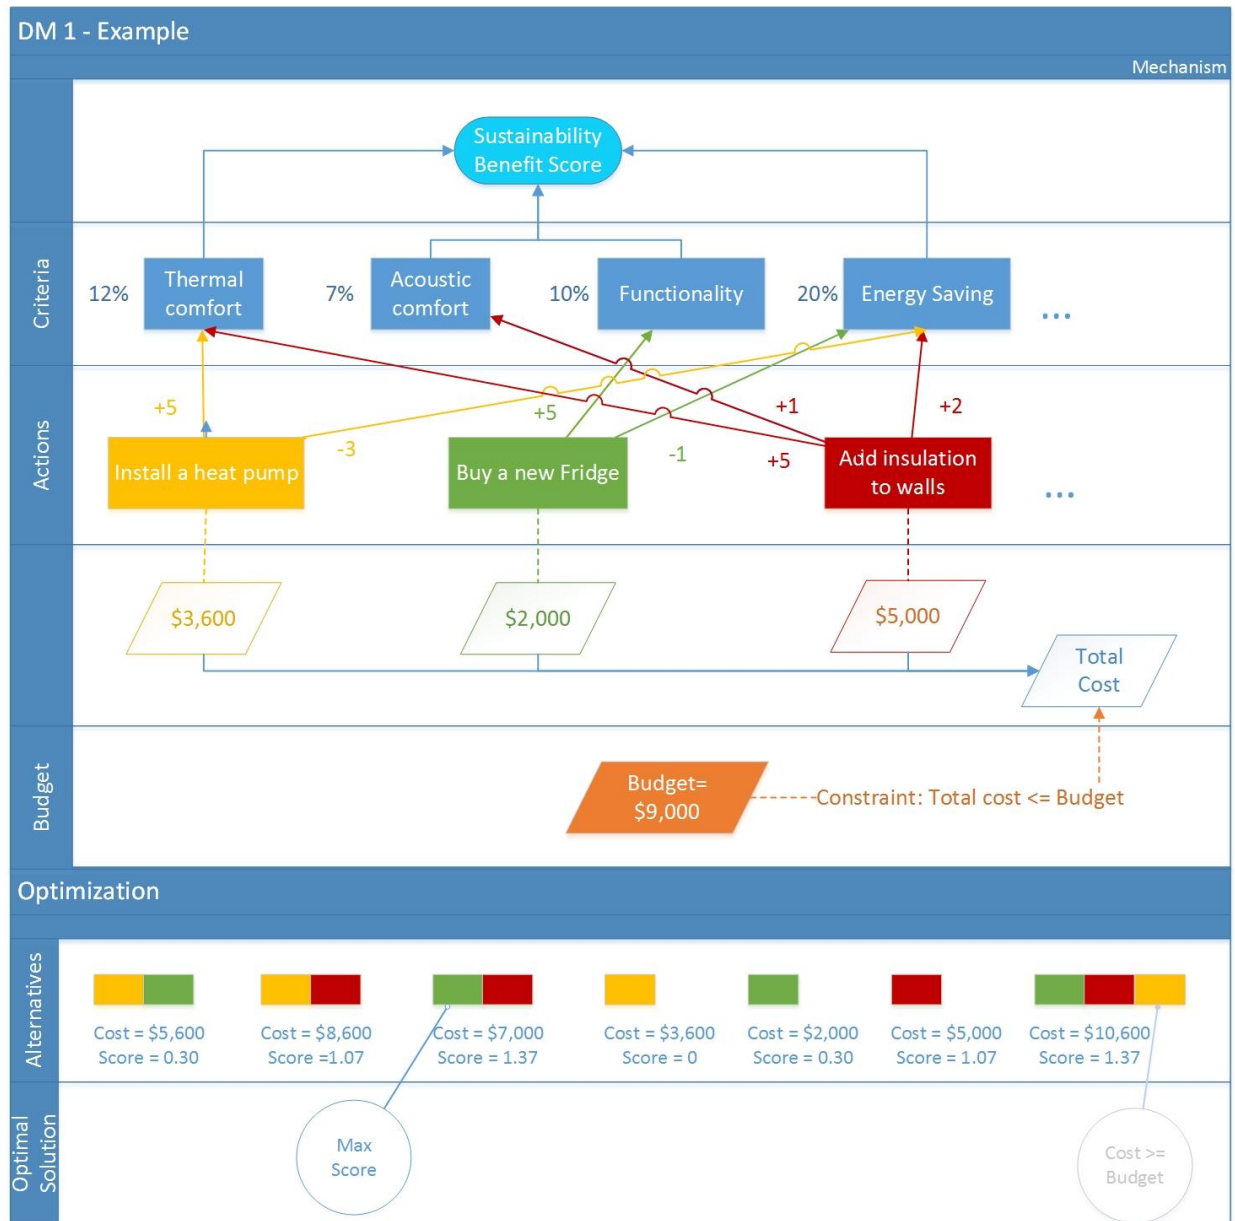 DM 1 - Example
Mechanism
Sustainability
Benefit Score
Criteria
12%
Thermal
comfort
7%
Acoustic
comfort
10%
Functionality
20%
Energy Saving
...
Actions
+5
-3
+5
-1
+1
+5
+2
Install a heat pump
Buy a new Fridge
Add insulation
to walls
...
$3,600
$2,000
$5,000
Total
Cost
Budget
Budget=
$9,000
Constraint: Total cost <= Budget
Optimization
Alternatives
Cost = $5,600
Score = 0.30
Cost = $8,600
Score =1.07
Cost = $7,000
Score = 1.37
Cost = $3,600
Score = 0
Cost = $2,000
Score = 0.30
Cost = $5,000
Score = 1.07
Cost = $10,600
Score = 1.37
Optimal
Solution
Max
Score
Cost >=
Budget